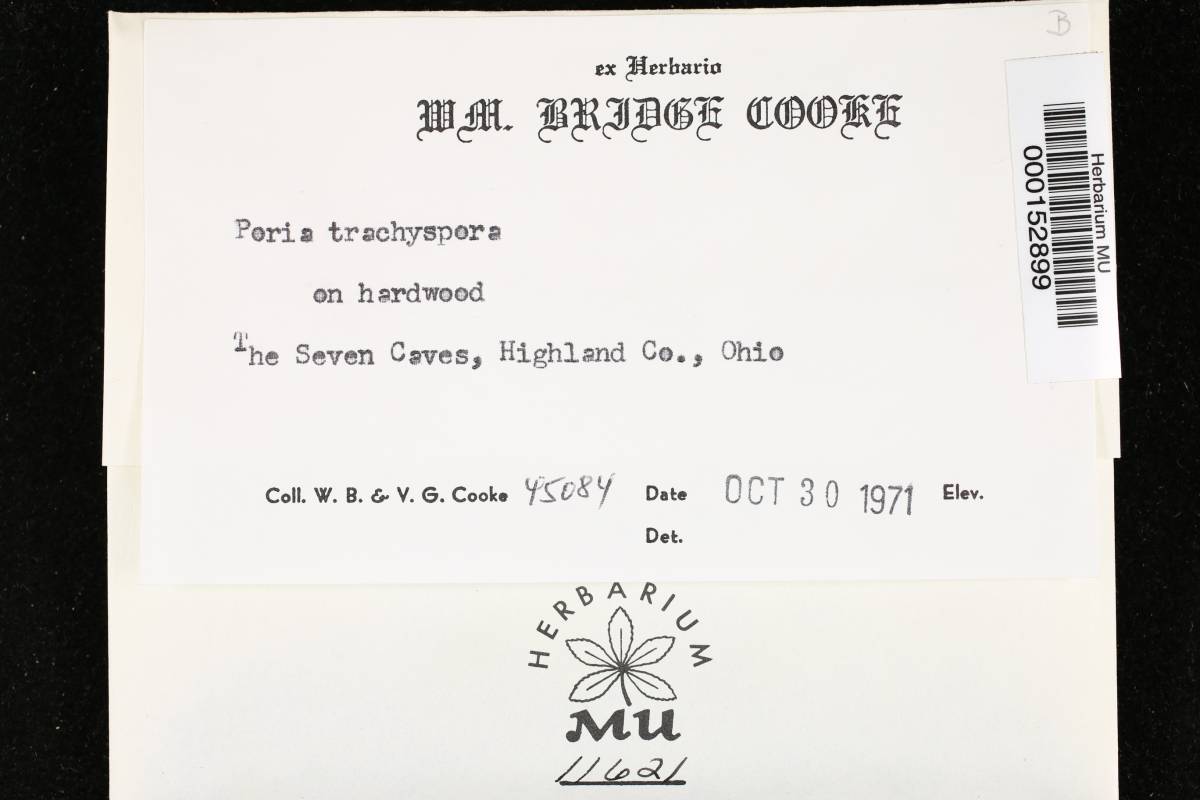 B
ex Herbario
WM. BRIDGE COOKE
Herbarium MU
000152899
Poria trachyspora
on hardwood
The Seven Caves, Highland Co., Ohio
Coll. W. B. & V. G. Cooke 45084 Date OCT 30 1971 Elev.
Det.
HERBARIUM
MU
11621